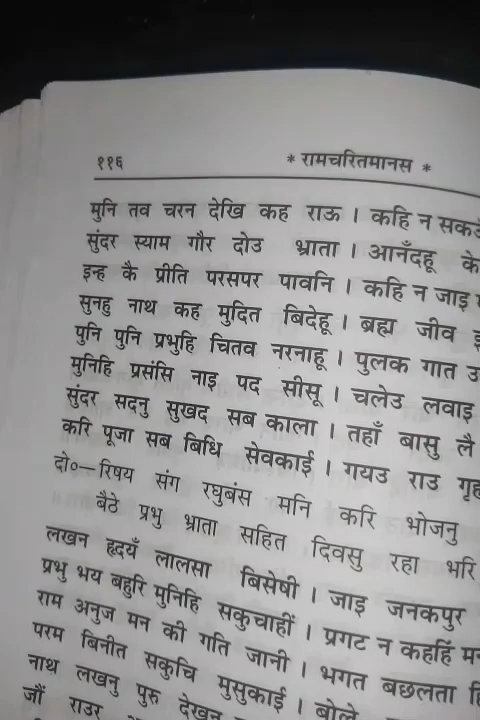 ११६
* रामचरितमानस *
मुनि तव चरन देखि कह राऊ । कहि न सकउँ
सुंदर स्याम गौर दोउ भ्राता । आनँदहू के
इन्ह कै प्रीति परसपर पावनि । कहि न जाइ
सुनहु नाथ कह मुदित बिदेहू । ब्रह्म जीव
पुनि पुनि प्रभुहि चितव नरनाहू । पुलक गात
मुनिहि प्रसंसि नाइ पद सीसू । चलेउ लवाइ
सुंदर सदनु सुखद सब काला । तहाँ बासु लै
करि पूजा सब बिधि सेवकाई । गयउ राउ गृह
दो०—रिषय संग रघुबंस मनि करि भोजनु
बैठे प्रभु भ्राता सहित दिवसु रहा भरि
लखन हृदयँ लालसा बिसेषी । जाइ जनकपुर
प्रभु भय बहुरि मुनिहि सकुचाहीं । प्रगट न कहहिं
राम अनुज मन की गति जानी । भगत बछलता
परम बिनीत सकुचि मुसुकाई । बोले
नाथ लखनु पुरु देखन
जौं राउर